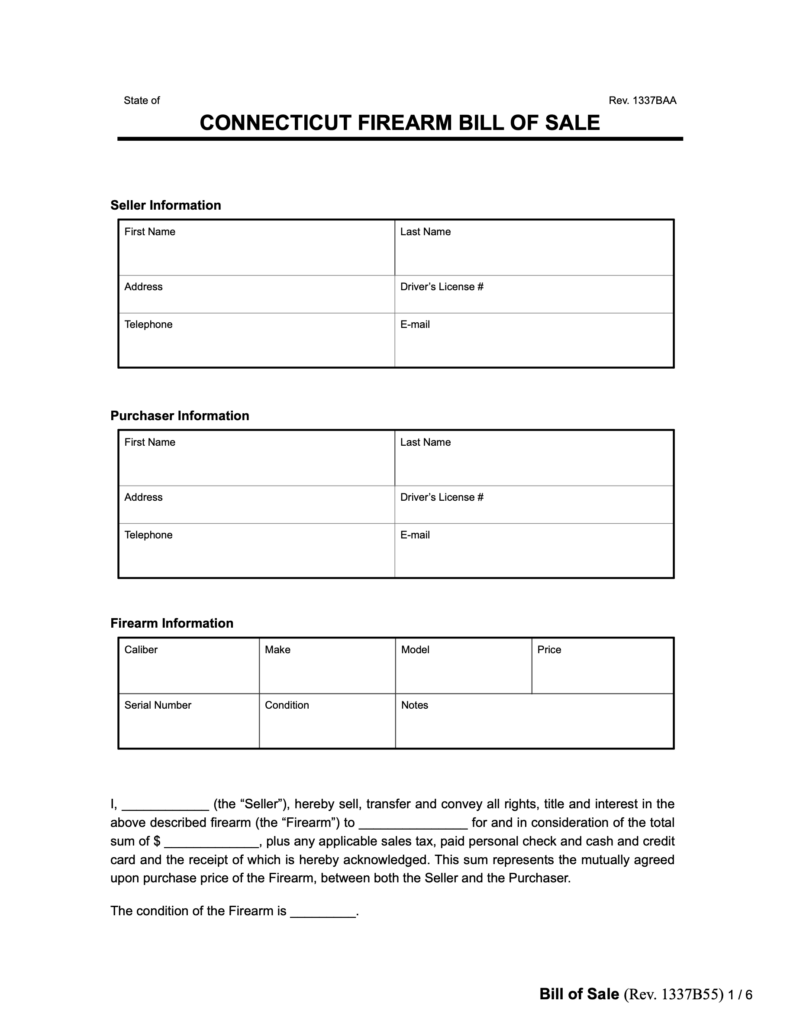 State of Rev. 1337BAA
CONNECTICUT FIREARM BILL OF SALE
Seller Information
First Name Last Name
Address Driver’s License #
Telephone E-mail
Purchaser Information
First Name Last Name
Address Driver’s License #
Telephone E-mail
Firearm Information
Caliber Make Model Price
Serial Number Condition Notes
I, ____________ (the “Seller”), hereby sell, transfer and convey all rights, title and interest in the
above described firearm (the “Firearm”) to _______________ for and in consideration of the total
sum of $ _____________, plus any applicable sales tax, paid personal check and cash and credit
card and the receipt of which is hereby acknowledged. This sum represents the mutually agreed
upon purchase price of the Firearm, between both the Seller and the Purchaser.
The condition of the Firearm is _________.
Bill of Sale (Rev. 1337B55) 1 / 6